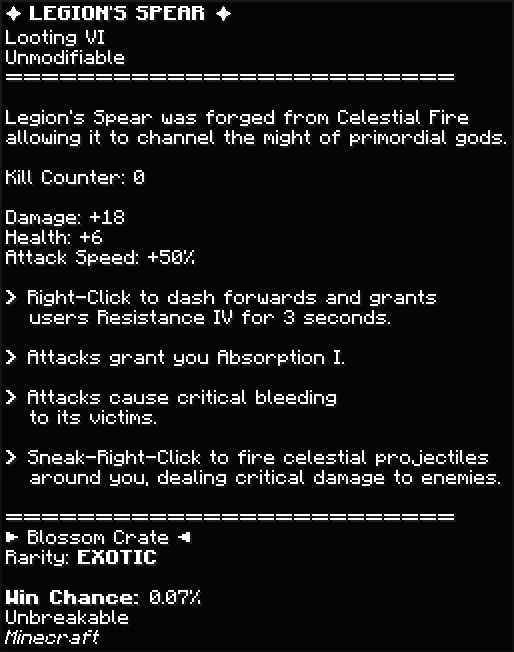 ✦ LEGION'S SPEAR ✦
Looting VI
Unmodifiable
============================
Legion's Spear was forged from Celestial Fire
allowing it to channel the might of primordial gods.
Kill Counter: 0
Damage: +18
Health: +6
Attack Speed: +50%
> Right-Click to dash forwards and grants
users Resistance IV for 3 seconds.
> Attacks grant you Absorption I.
> Attacks cause critical bleeding
to its victims.
> Sneak-Right-Click to fire celestial projectiles
around you, dealing critical damage to enemies.
============================
► Blossom Crate ◄
Rarity: EXOTIC
Win Chance: 0.07%
Unbreakable
Minecraft